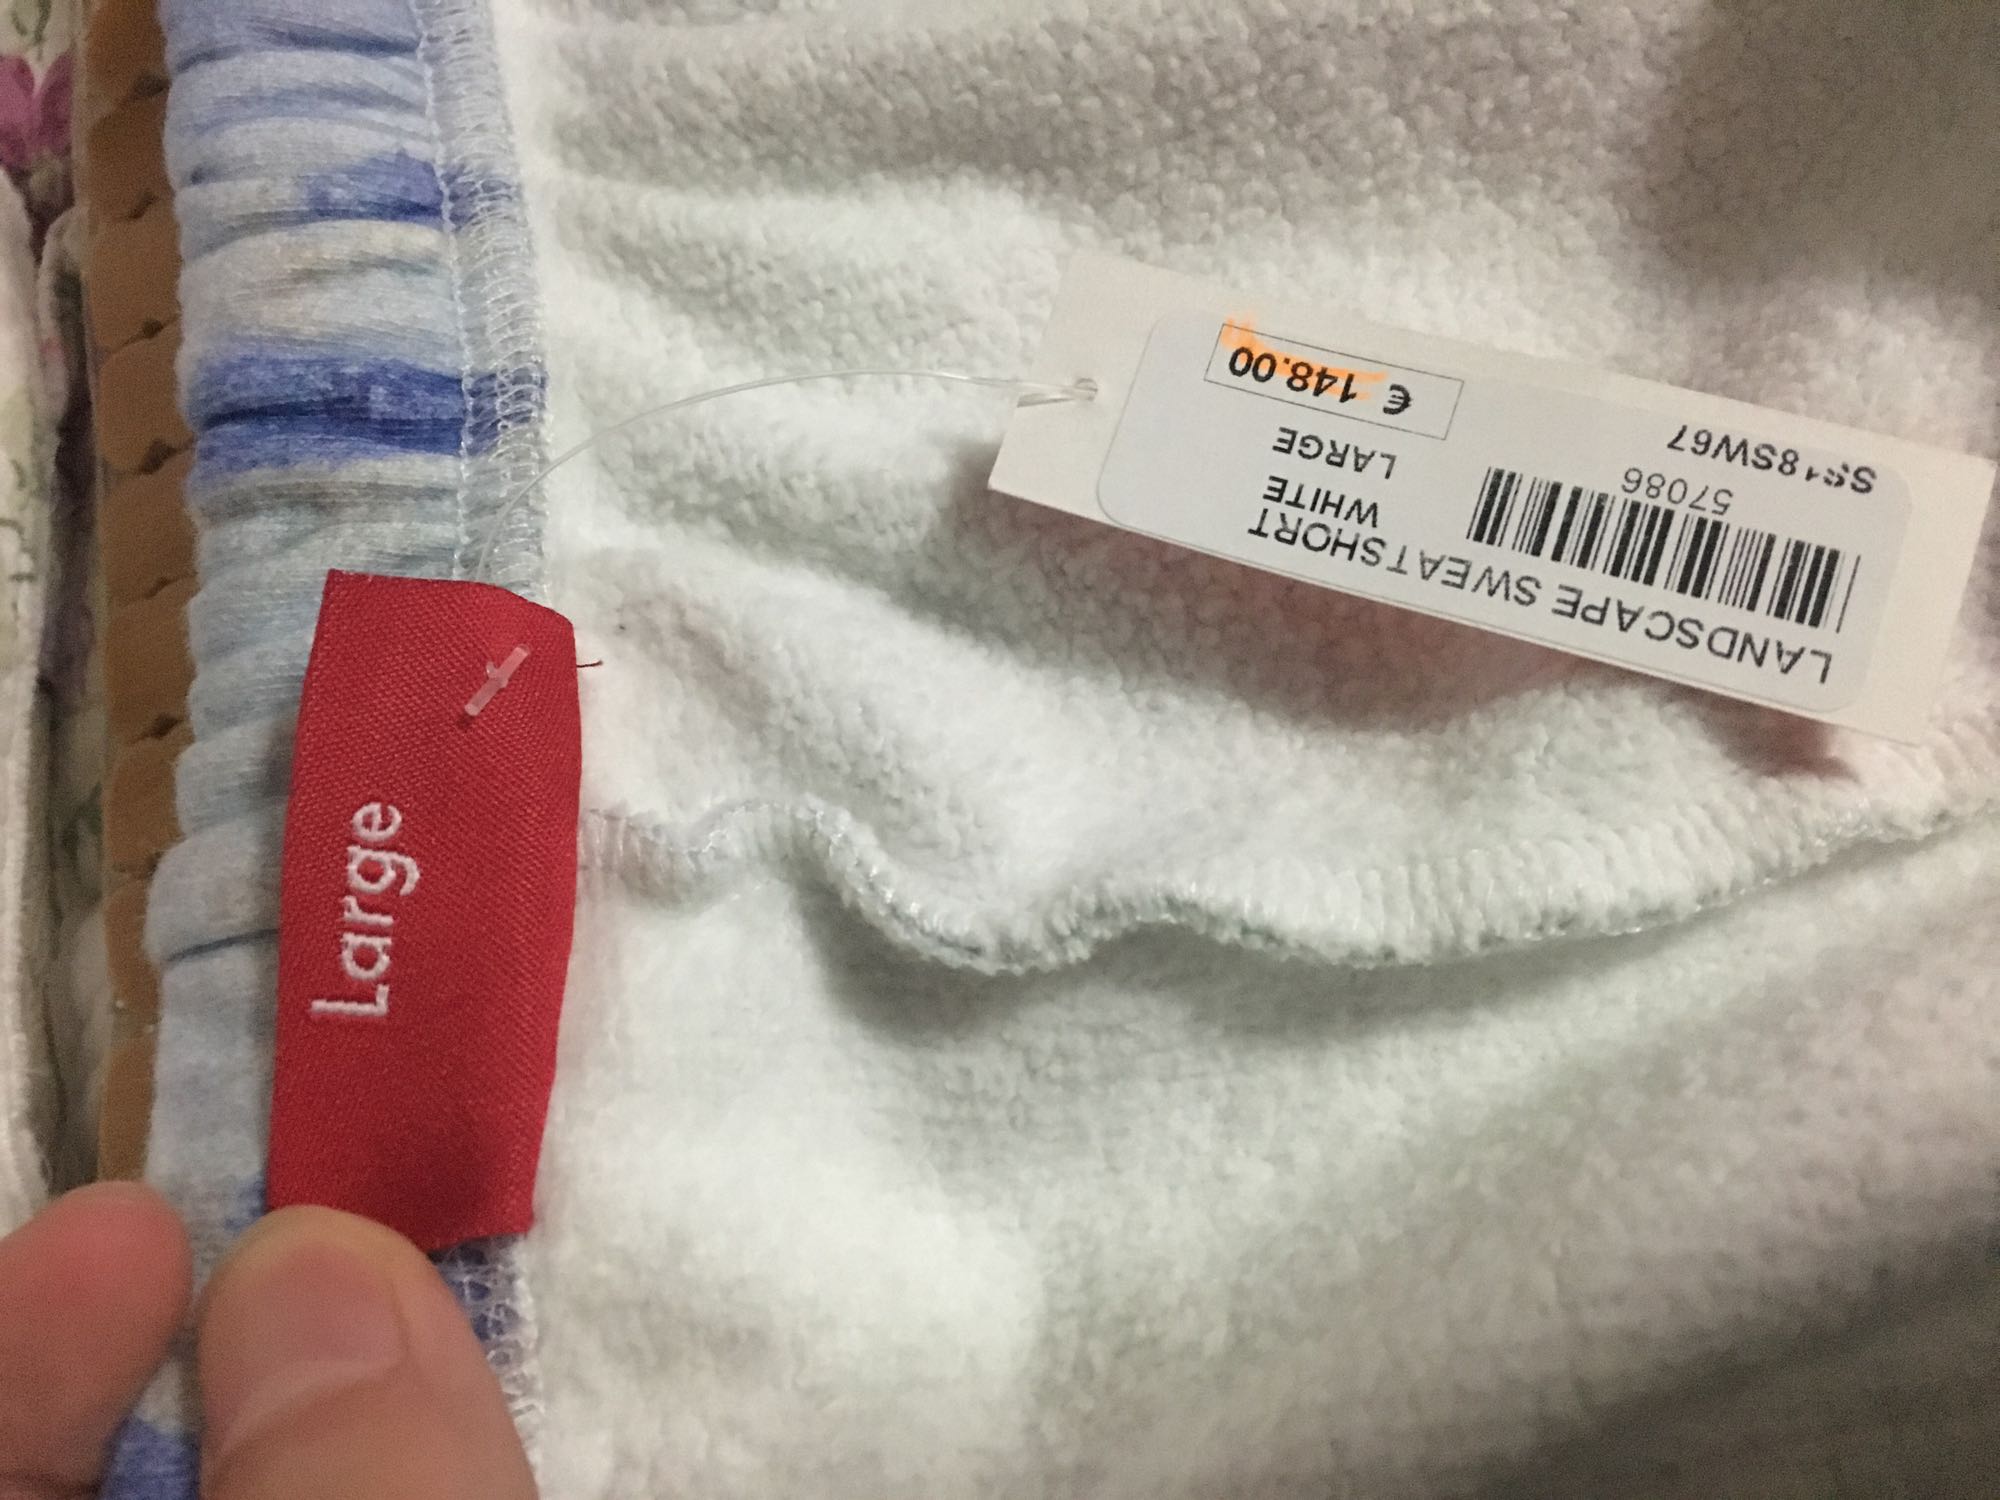 Large
LANDSCAPE SWEATSHORT
WHITE
LARGE
€ 148.00
57086
SS18SW67